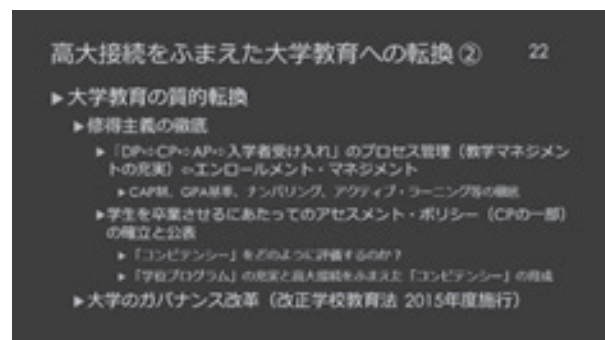 高大接続をふまえた大学教育への転換② 22
▶大学教育の質的転換
▶修得主義の徹底
▶「DP⇔CP⇔AP⇔入学者受け入れ」のプロセス管理（教学マネジメン
トの充実）⇔エンロールメント・マネジメント
▶CAP制、GPA基準、ナンバリング、アクティブ・ラーニング等の徹底
▶学生を卒業させるにあたってのアセスメント・ポリシー（CPの一部）
の確立と公表
▶「コンピテンシー」をどのように評価するのか？
▶「学位プログラム」の充実と高大接続をふまえた「コンピテンシー」の育成
▶大学のガバナンス改革（改正学校教育法 2015年度施行）